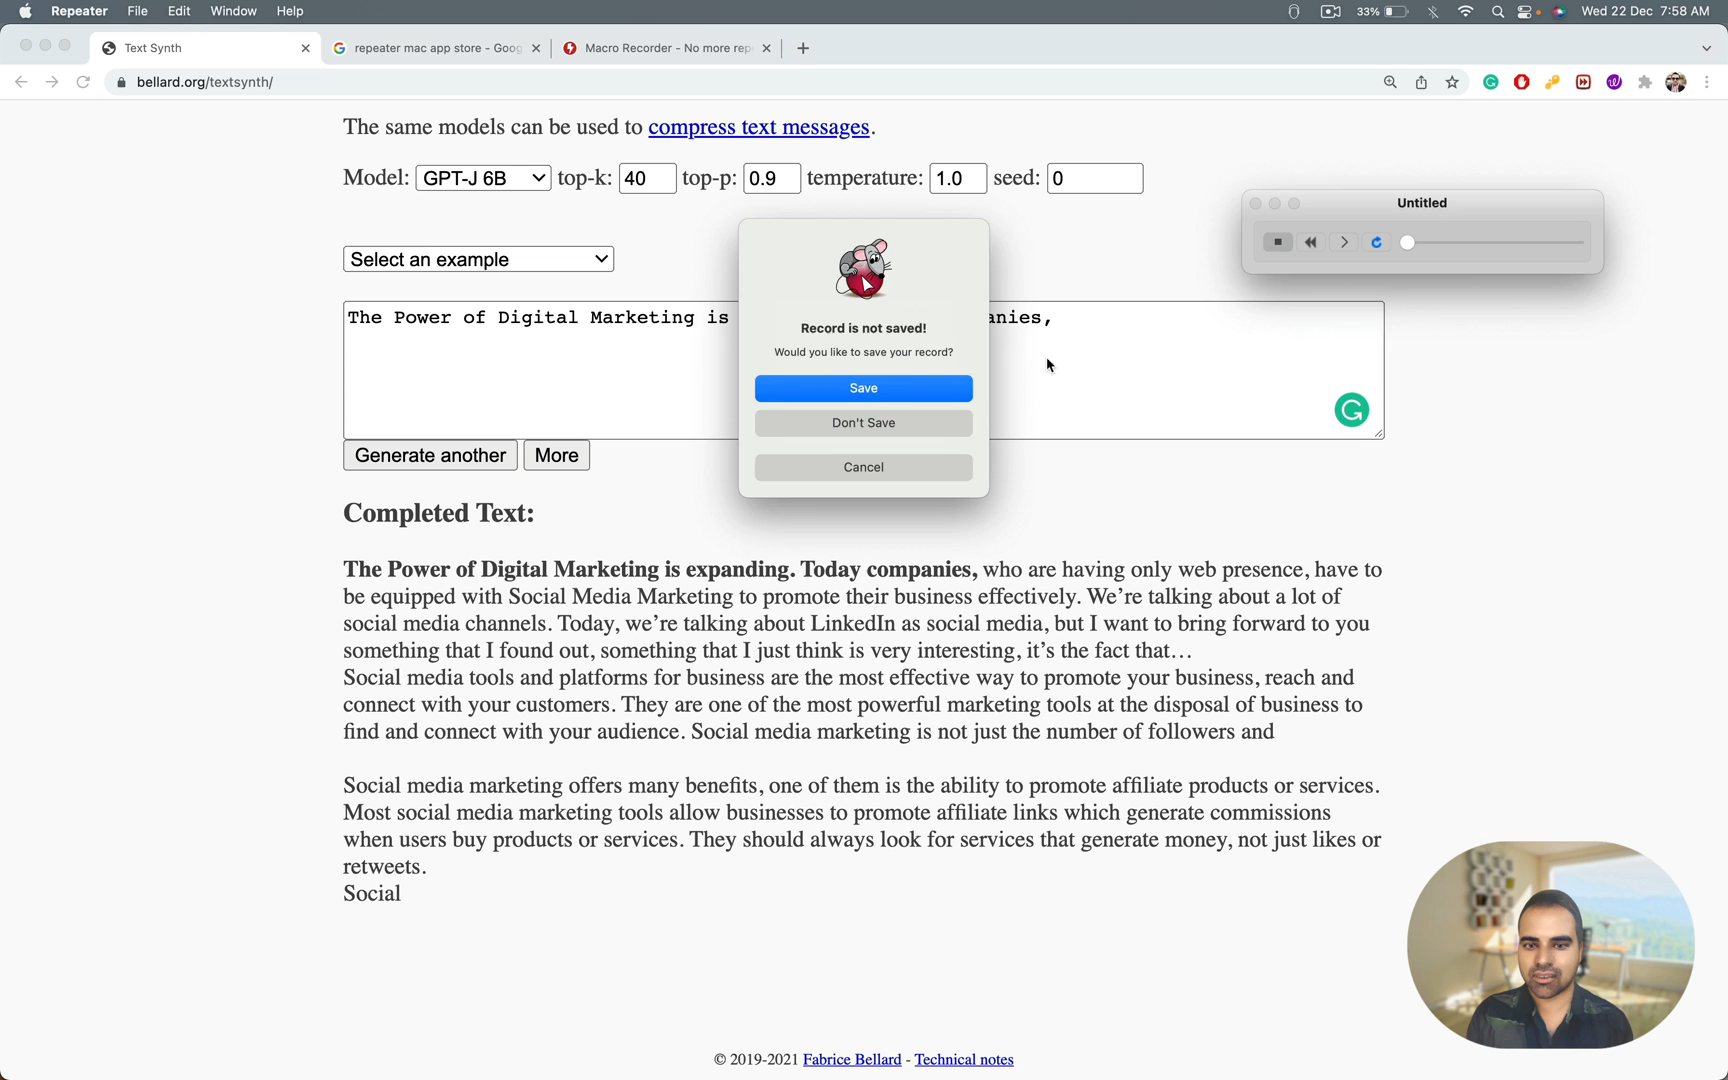 Repeater File Edit Window Help
33% Wed 22 Dec 7:58 AM
Text Synth
repeater mac app store - Goog
Macro Recorder - No more rep
bellard.org/textsynth/
The same models can be used to compress text messages.
Model: GPT-J 6B top-k: 40 top-p: 0.9 temperature: 1.0 seed: 0
Untitled
Select an example
The Power of Digital Marketing is
anies,
Record is not saved!
Would you like to save your record?
Save
Don't Save
Cancel
Generate another More
Completed Text:
The Power of Digital Marketing is expanding. Today companies, who are having only web presence, have to
be equipped with Social Media Marketing to promote their business effectively. We’re talking about a lot of
social media channels. Today, we’re talking about LinkedIn as social media, but I want to bring forward to you
something that I found out, something that I just think is very interesting, it’s the fact that…
Social media tools and platforms for business are the most effective way to promote your business, reach and
connect with your customers. They are one of the most powerful marketing tools at the disposal of business to
find and connect with your audience. Social media marketing is not just the number of followers and
Social media marketing offers many benefits, one of them is the ability to promote affiliate products or services.
Most social media marketing tools allow businesses to promote affiliate links which generate commissions
when users buy products or services. They should always look for services that generate money, not just likes or
retweets.
Social
© 2019-2021 Fabrice Bellard - Technical notes